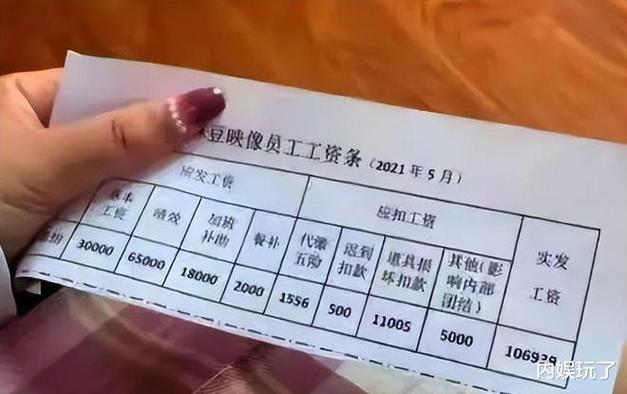 豆映像员工工资条（2021年5月）
应发工资 应扣工资 实发工资
基本工资 绩效 加班补助 餐补 代缴五险 迟到扣款 道具损坏扣款 其他（影响内部团结）
30000 65000 18000 2000 1556 500 11005 5000 106939
内娱玩了